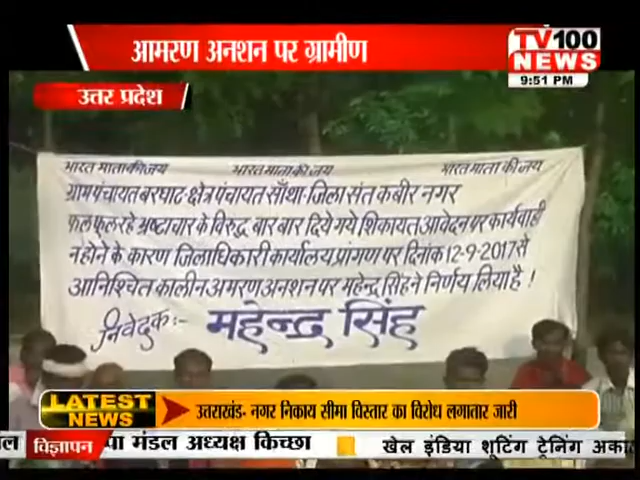 आमरण अनशन पर ग्रामीण
TV100
NEWS
9:51 PM
उत्तर प्रदेश
भारत माता की जय भारत माता की जय भारत माता की जय
ग्राम पंचायत बरघाट-क्षेत्र पंचायत साँथा-जिला संत कबीर नगर
फल फूल रहे भ्रष्टाचार के विरुद्ध बार बार दिये गये शिकायत आवेदन पर कार्यवाही
न होने के कारण जिलाधिकारी कार्यालय प्रांगण पर दिनांक 12-9-2017 से
आनिश्चित कालीन अमरण अनशन पर महेन्द्र सिंह ने निर्णय लिया है !
निवेदक:- महेन्द्र सिंह
LATEST
NEWS
उत्तराखंड- नगर निकाय सीमा विस्तार का विरोध लगातार जारी
विज्ञापन मंडल अध्यक्ष किच्छा खेल इंडिया शूटिंग ट्रेनिंग